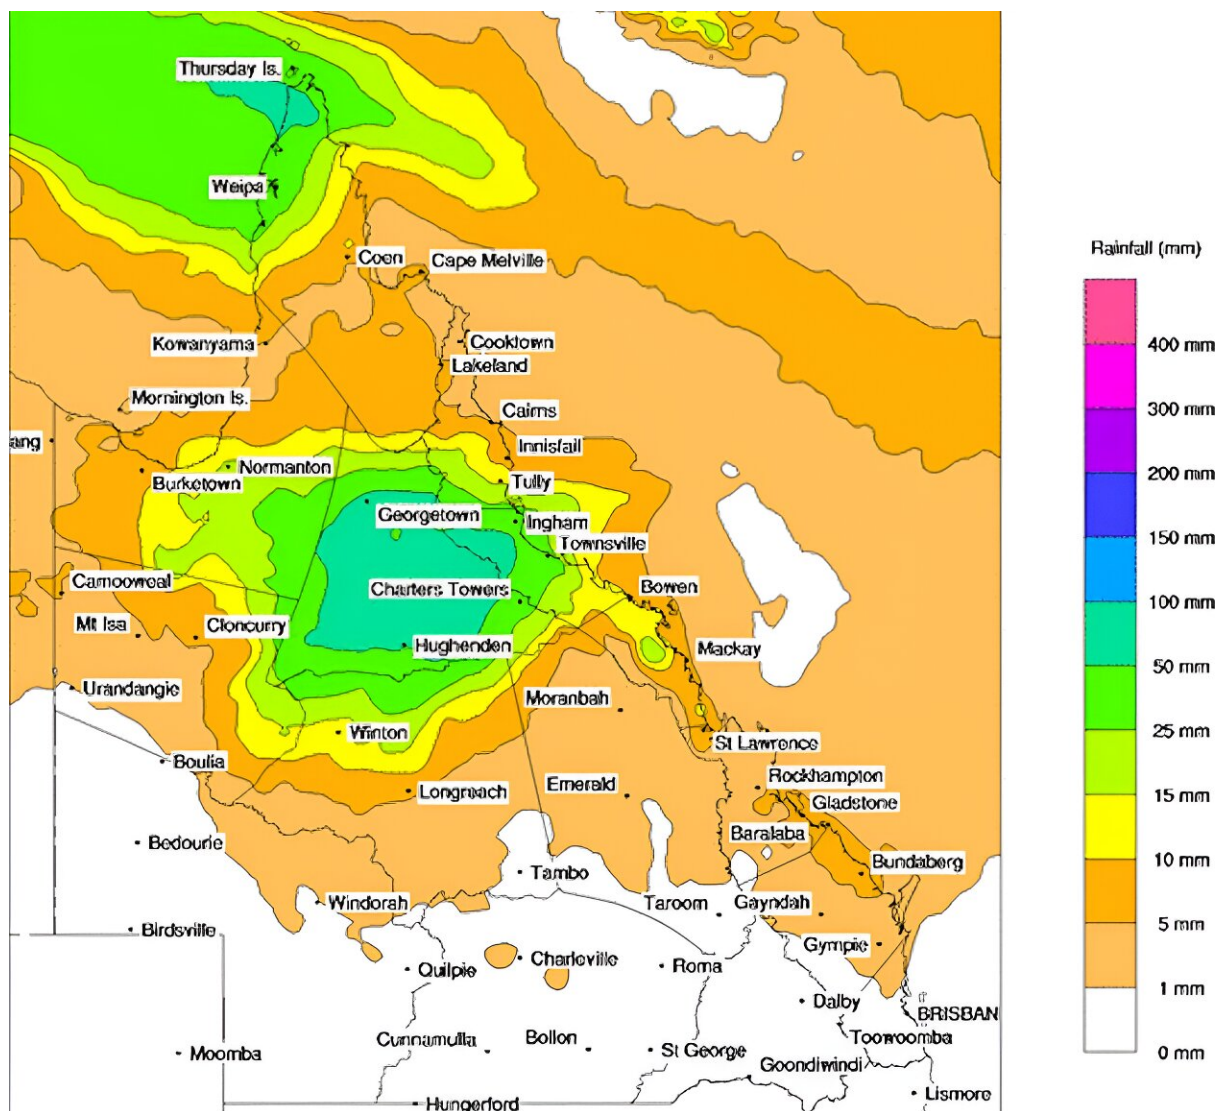 Thursday Is.
Weipa
Coen
Cape Melville
Rainfall (mm)
Kowanyama
Cooktown
400 mm
Lakeland
Mornington Is.
Cairns
300 mm
ang
Innisfail
Normanton
Burketown
Tully
200 mm
Georgetown
Ingham
Townsville
150 mm
Camooweal
Charters Towers
Bowen
100 mm
Mt Isa
Cloncurry
Hughenden
Mackay
50 mm
Urandangie
Moranbah
Winton
St Lawrence
25 mm
Boulia
Rockhampton
Longreach
Emerald
Gladstone
15 mm
Bedourie
Baralaba
Bundaberg
10 mm
Tambo
Windorah
Taroom
Gayndah
5 mm
Birdsville
Gympie
Charleville
Quilpie
Roma
1 mm
Dalby
BRISBAN
Cunnamulla
Bollon
Toowoomba
Moomba
St George
0 mm
Goondiwindi
Lismore
Hungerford